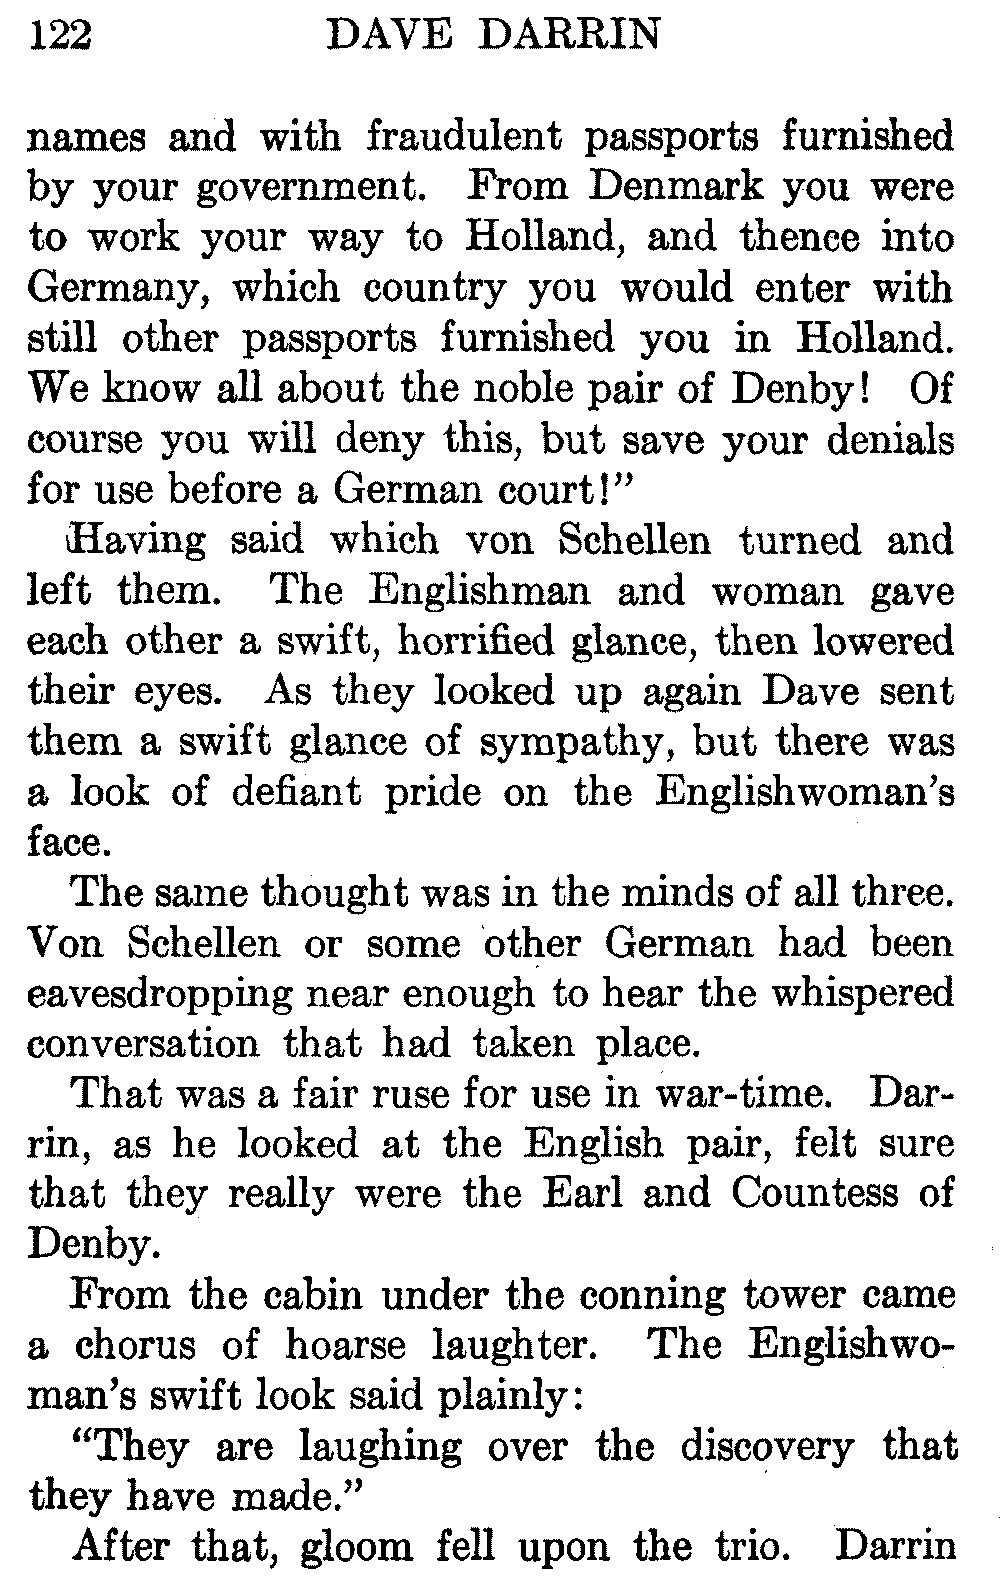 122 DAVE DARRIN
names and with fraudulent passports furnished
by your government. From Denmark you were
to work your way to Holland, and thence into
Germany, which country you would enter with
still other passports furnished you in Holland.
We know all about the noble pair of Denby! Of
course you will deny this, but save your denials
for use before a German court!”
Having said which von Schellen turned and
left them. The Englishman and woman gave
each other a swift, horrified glance, then lowered
their eyes. As they looked up again Dave sent
them a swift glance of sympathy, but there was
a look of defiant pride on the Englishwoman’s
face.
The same thought was in the minds of all three.
Von Schellen or some other German had been
eavesdropping near enough to hear the whispered
conversation that had taken place.
That was a fair ruse for use in war-time. Dar-
rin, as he looked at the English pair, felt sure
that they really were the Earl and Countess of
Denby.
From the cabin under the conning tower came
a chorus of hoarse laughter. The Englishwo-
man’s swift look said plainly:
“They are laughing over the discovery that
they have made.”
After that, gloom fell upon the trio. Darrin